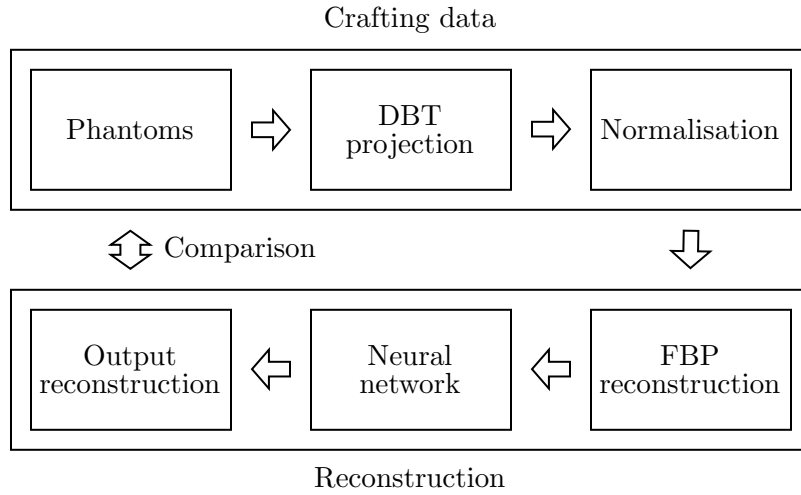 Crafting data
Phantoms
DBT
projection
Normalisation
Comparison
Output
reconstruction
Neural
network
FBP
reconstruction
Reconstruction